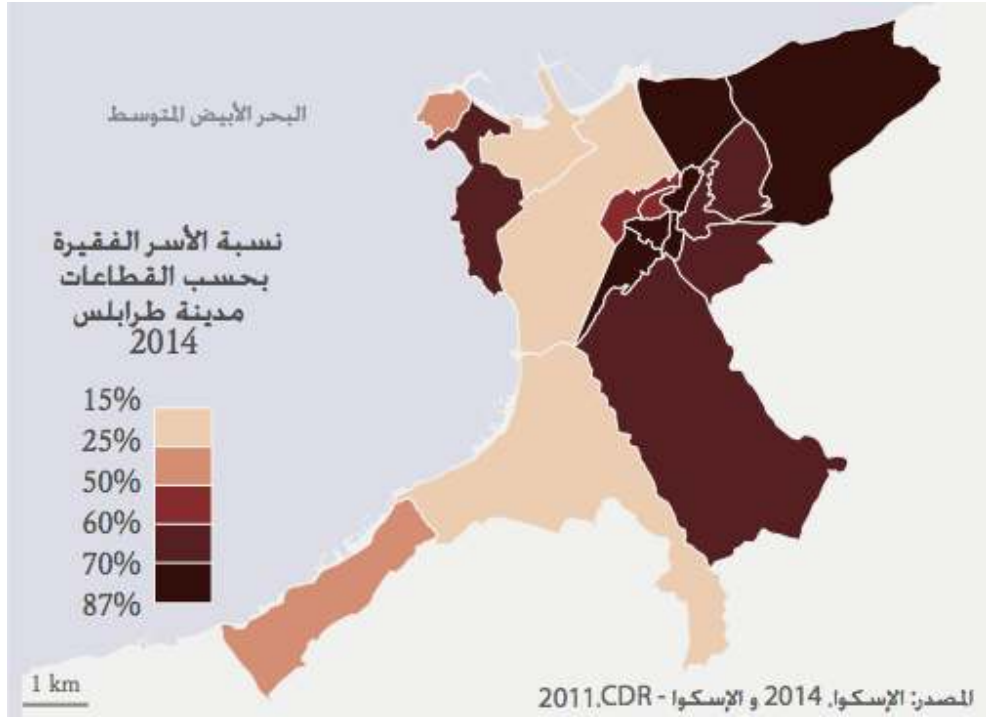 البحر الأبيض المتوسط
نسبة الأسر الفقيرة
بحسب القطاعات
مدينة طرابلس
2014
15%
25%
50%
60%
70%
87%
1 km
المصدر: الإسكوا، 2014 و الإسكوا - 2011.CDR